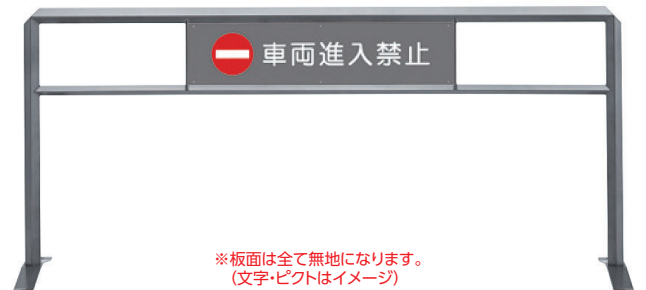 車両進入禁止
※板面は全て無地になります。
(文字・ピクトはイメージ)